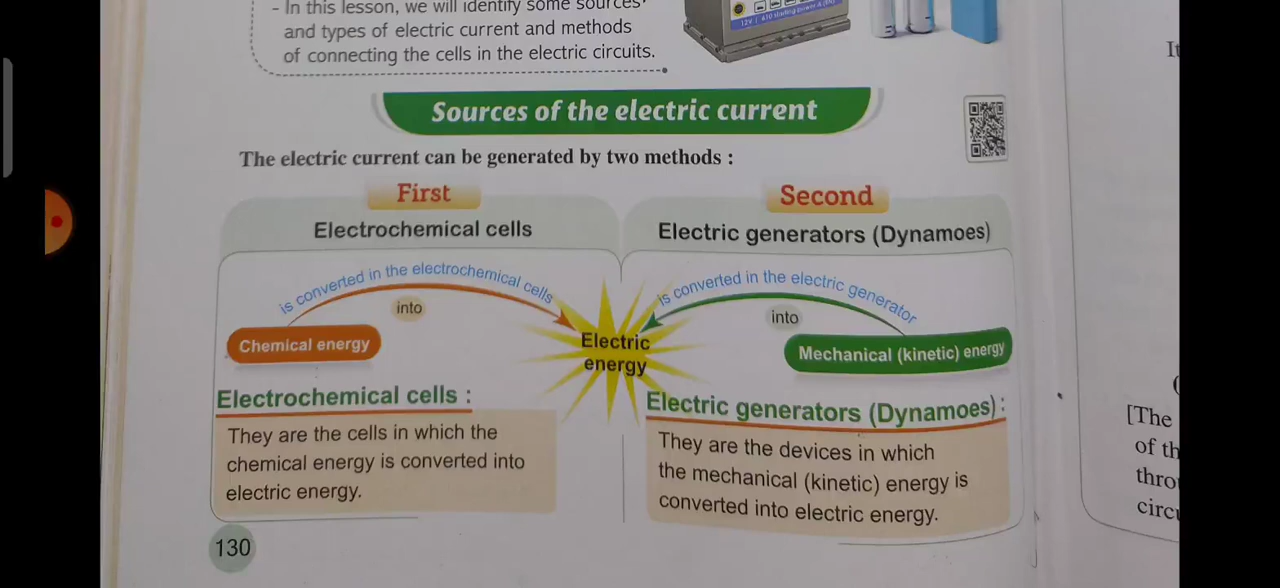 - In this lesson, we will identify some sources
and types of electric current and methods
of connecting the cells in the electric circuits.
12V
Sources of the electric current
The electric current can be generated by two methods :
First
Electrochemical cells
is converted in the electrochemical cells
into
Chemical energy
Electrochemical cells :
They are the cells in which the
chemical energy is converted into
electric energy.
Electric
energy
Second
Electric generators (Dynamoes)
is converted in the electric generator
into
Mechanical (kinetic) energy
Electric generators (Dynamoes):
They are the devices in which
the mechanical (kinetic) energy is
converted into electric energy.
130
[The
of th
thro
circu